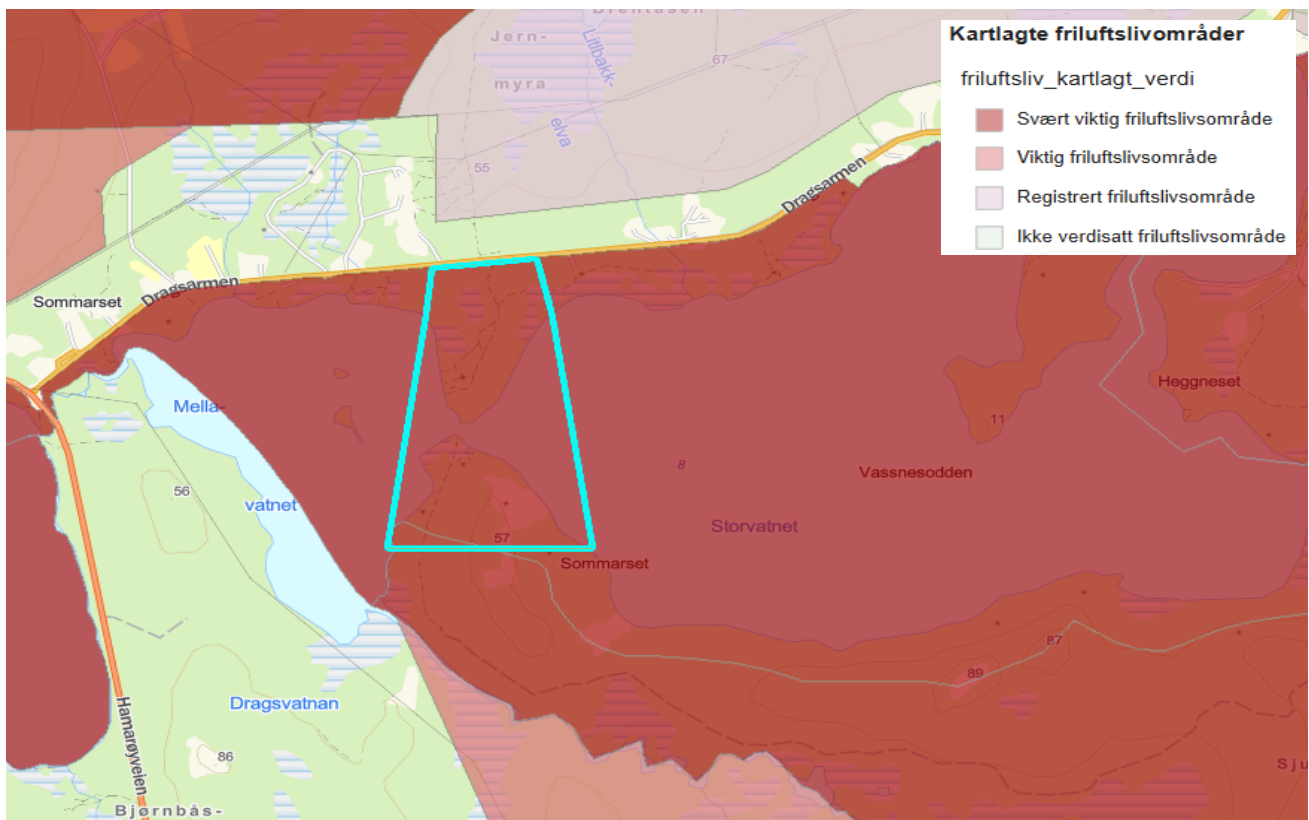 Brentåsen
Kartlagte friluftslivområder
friluftsliv_kartlagt_verdi
Svært viktig friluftslivsområde
Viktig friluftslivsområde
Registrert friluftslivsområde
Ikke verdisatt friluftslivsområde
Jern-
myra
Litlbakk-
elva
67
55
Dragsarmen
Dragsarmen
Sommarset
Heggneset
Mella-
vatnet
11
8
Vassnesodden
56
Storvatnet
57
Sommarset
87
89
Dragsvatnan
Hamarøyveien
86
Bjørnbås-